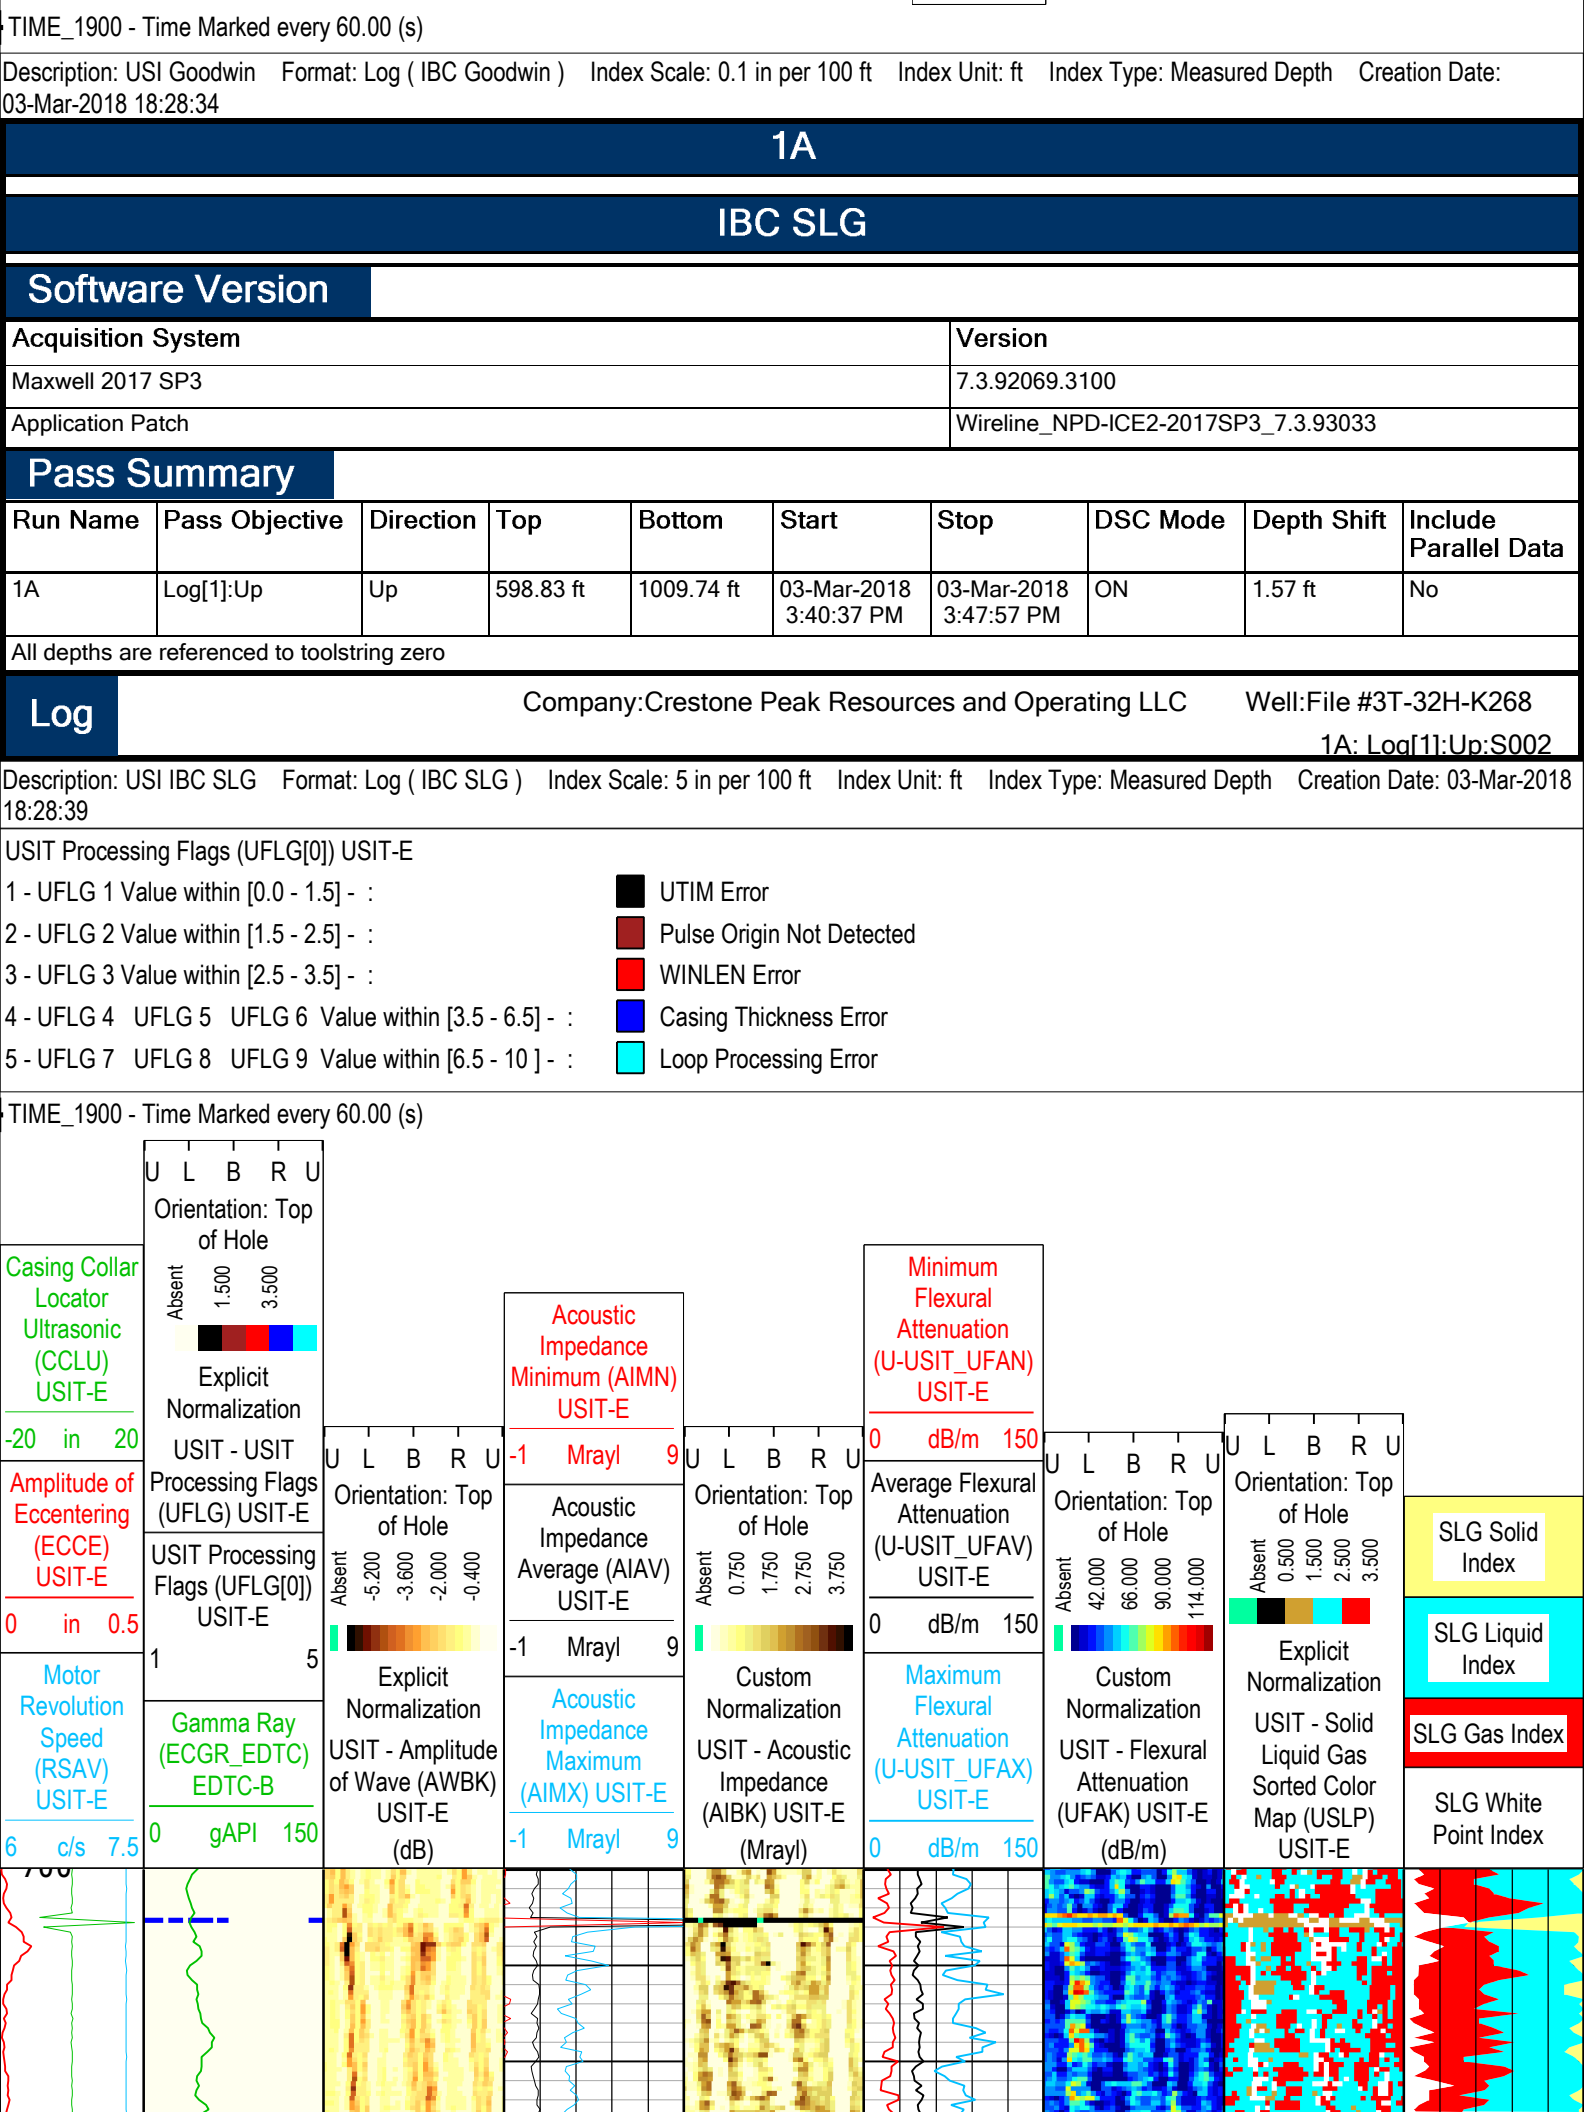 TIME_1900 - Time Marked every 60.00 (s)
Description: USI Goodwin Format: Log ( IBC Goodwin ) Index Scale: 0.1 in per 100 ft Index Unit: ft Index Type: Measured Depth Creation Date:
03-Mar-2018 18:28:34
1A
IBC SLG
Software Version
Acquisition System Version
Maxwell 2017 SP3 7.3.92069.3100
Application Patch Wireline_NPD-ICE2-2017SP3_7.3.93033
Pass Summary
Run Name Pass Objective Direction Top Bottom Start Stop DSC Mode Depth Shift Include
Parallel Data
1A Log[1]:Up Up 598.83 ft 1009.74 ft 03-Mar-2018 03-Mar-2018 ON 1.57 ft No
3:40:37 PM 3:47:57 PM
All depths are referenced to toolstring zero
Log
Company:Crestone Peak Resources and Operating LLC Well:File #3T-32H-K268
1A: Log[1]:Up:S002
Description: USI IBC SLG Format: Log ( IBC SLG ) Index Scale: 5 in per 100 ft Index Unit: ft Index Type: Measured Depth Creation Date: 03-Mar-2018
18:28:39
USIT Processing Flags (UFLG[0]) USIT-E
1 - UFLG 1 Value within [0.0 - 1.5] - : UTIM Error
2 - UFLG 2 Value within [1.5 - 2.5] - : Pulse Origin Not Detected
3 - UFLG 3 Value within [2.5 - 3.5] - : WINLEN Error
4 - UFLG 4 UFLG 5 UFLG 6 Value within [3.5 - 6.5] - : Casing Thickness Error
5 - UFLG 7 UFLG 8 UFLG 9 Value within [6.5 - 10 ] - : Loop Processing Error
TIME_1900 - Time Marked every 60.00 (s)
Casing Collar
Locator
Ultrasonic
(CCLU)
USIT-E
-20 in 20
Amplitude of
Eccentering
(ECCE)
USIT-E
0 in 0.5
Motor
Revolution
Speed
(RSAV)
USIT-E
6 c/s 7.5
U L B R U
Orientation: Top
of Hole
Absent 1.500 3.500
Explicit
Normalization
USIT - USIT
Processing Flags
(UFLG) USIT-E
USIT Processing
Flags (UFLG[0])
USIT-E
1 5
Gamma Ray
(ECGR_EDTC)
EDTC-B
0 gAPI 150
U L B R U
Orientation: Top
of Hole
Absent -5.200 -3.600 -2.000 -0.400
Explicit
Normalization
USIT - Amplitude
of Wave (AWBK)
USIT-E
(dB)
Acoustic
Impedance
Minimum (AIMN)
USIT-E
-1 Mrayl 9
Acoustic
Impedance
Average (AIAV)
USIT-E
-1 Mrayl 9
Acoustic
Impedance
Maximum
(AIMX) USIT-E
-1 Mrayl 9
U L B R U
Orientation: Top
of Hole
Absent 0.750 1.750 2.750 3.750
Custom
Normalization
USIT - Acoustic
Impedance
(AIBK) USIT-E
(Mrayl)
Minimum
Flexural
Attenuation
(U-USIT_UFAN)
USIT-E
0 dB/m 150
Average Flexural
Attenuation
(U-USIT_UFAV)
USIT-E
0 dB/m 150
Maximum
Flexural
Attenuation
(U-USIT_UFAX)
USIT-E
0 dB/m 150
U L B R U
Orientation: Top
of Hole
Absent 42.000 66.000 90.000 114.000
Custom
Normalization
USIT - Flexural
Attenuation
(UFAK) USIT-E
(dB/m)
U L B R U
Orientation: Top
of Hole
Absent 0.500 1.500 2.500 3.500
Explicit
Normalization
USIT - Solid
Liquid Gas
Sorted Color
Map (USLP)
USIT-E
SLG Solid
Index
SLG Liquid
Index
SLG Gas Index
SLG White
Point Index